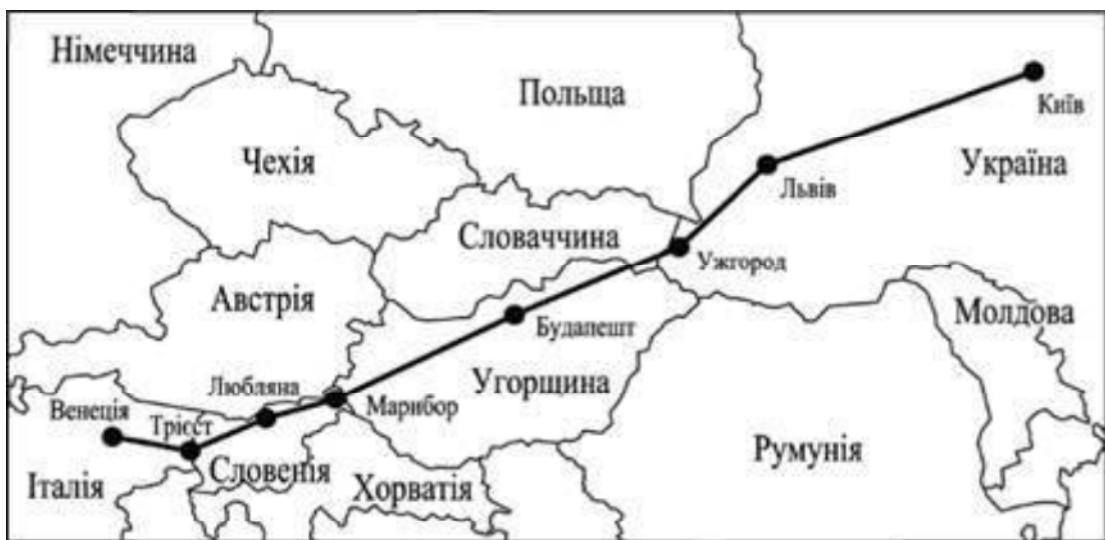 Німеччина
Польща
Київ
Чехія
Україна
Львів
Словаччина
Ужгород
Австрія
Молдова
Будапешт
Угорщина
Любляна
Марибор
Венеція
Трієст
Румунія
Словенія
Італія
Хорватія